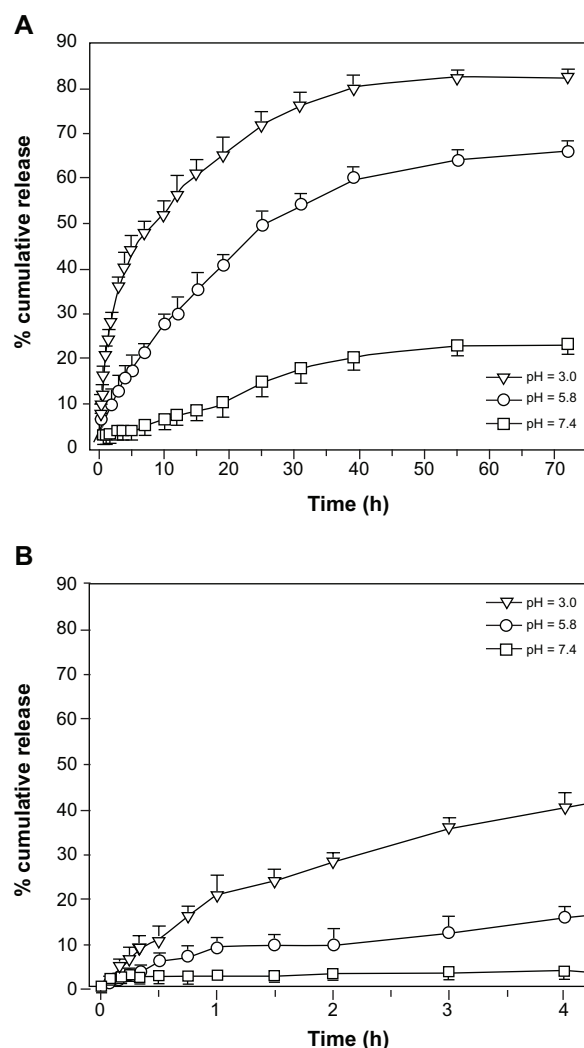 A
90
80
70
60
50
40
30
20
10
0
% cumulative release
pH = 3.0
pH = 5.8
pH = 7.4
0 10 20 30 40 50 60 70
Time (h)
B
90
80
70
60
50
40
30
20
10
0
% cumulative release
pH = 3.0
pH = 5.8
pH = 7.4
0 1 2 3 4
Time (h)